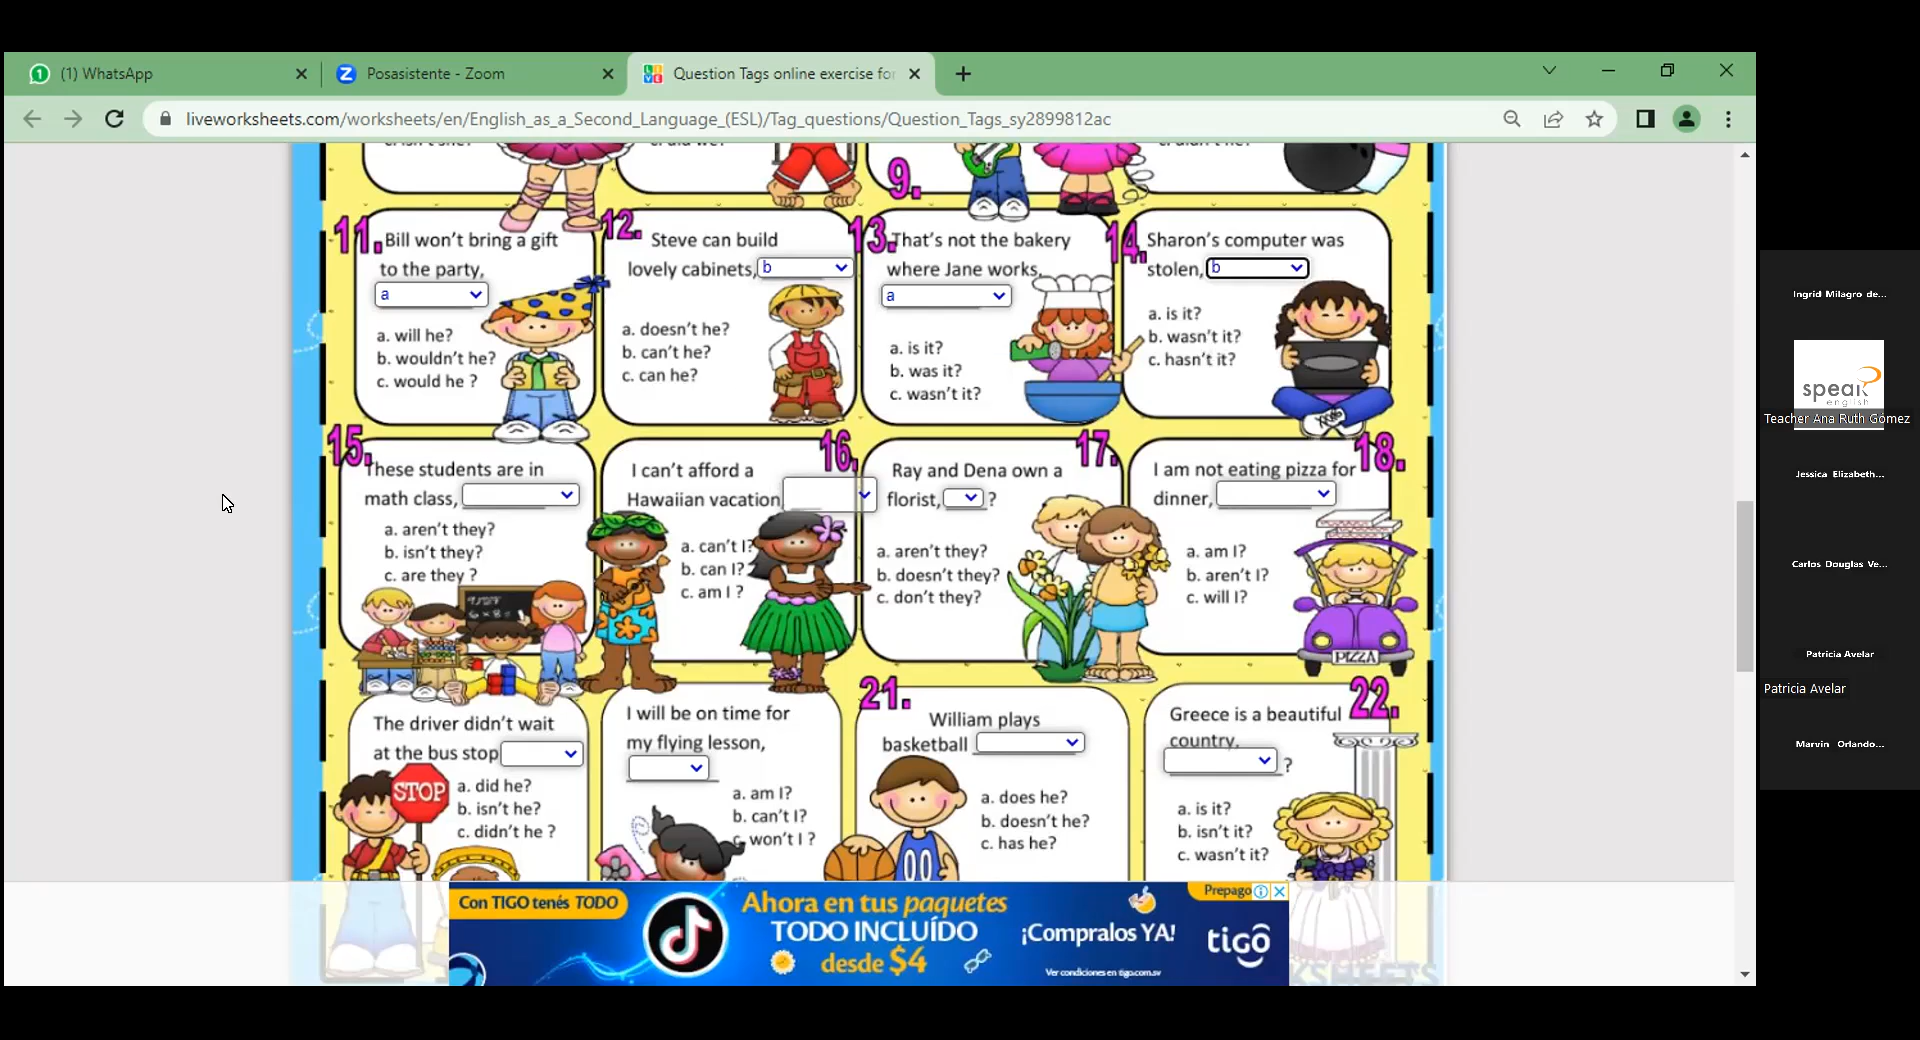 (1) WhatsApp
Posasistente - Zoom
Question Tags online exercise for
liveworksheets.com/worksheets/en/English_as_a_Second_Language_(ESL)/Tag_questions/Question_Tags_sy2899812ac
9.
11. Bill won't bring a gift
to the party,
a
a. will he?
b. wouldn't he?
c. would he ?
12. Steve can build
lovely cabinets, b
a. doesn't he?
b. can't he?
c. can he?
13. That's not the bakery
where Jane works,
a
a. is it?
b. was it?
c. wasn't it?
14. Sharon's computer was
stolen, b
a. is it?
b. wasn't it?
c. hasn't it?
15. These students are in
math class,
a. aren't they?
b. isn't they?
c. are they ?
16.
I can't afford a
Hawaiian vacation
a. can't I?
b. can I?
c. am I ?
17.
Ray and Dena own a
florist, ?
a. aren't they?
b. doesn't they?
c. don't they?
18.
I am not eating pizza for
dinner,
a. am I?
b. aren't I?
c. will I?
PIZZA
The driver didn't wait
at the bus stop
STOP
a. did he?
b. isn't he?
c. didn't he ?
I will be on time for
my flying lesson,
a. am I?
b. can't I?
c. won't I ?
21.
William plays
basketball
a. does he?
b. doesn't he?
c. has he?
00
22.
Greece is a beautiful
country,
?
a. is it?
b. isn't it?
c. wasn't it?
Con TIGO tenés TODO
Ahora en tus paquetes
TODO INCLUÍDO
desde $4
¡Compralos YA!
Ver condiciones en tigo.com.sv
Prepago
tigo
Ingrid Milagro de...
speak
english
Teacher Ana Ruth Gómez
Jessica Elizabeth...
Carlos Douglas Ve...
Patricia Avelar
Patricia Avelar
Marvin Orlando...